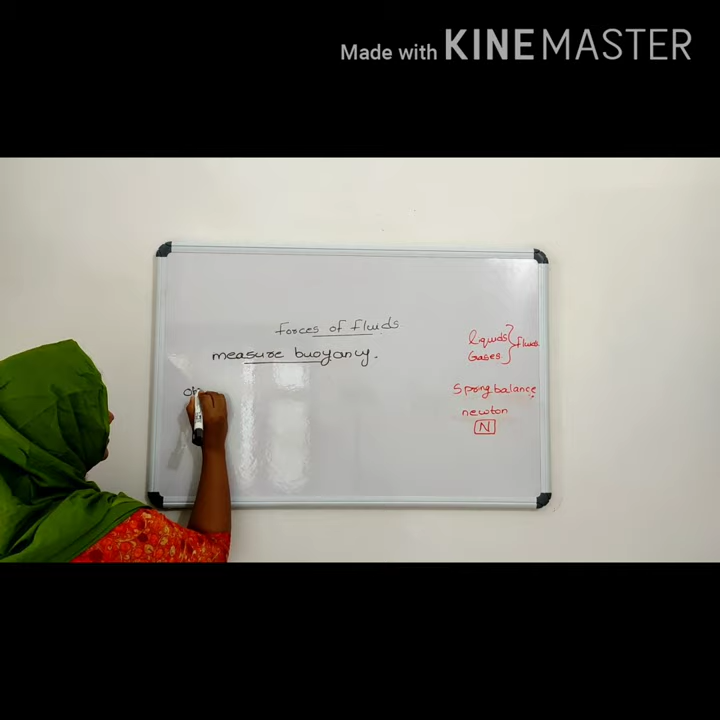 Made with KINEMASTER
Forces of fluids
measure buoyancy.
liquids
Gases
fluids
Spring balance
newton
N